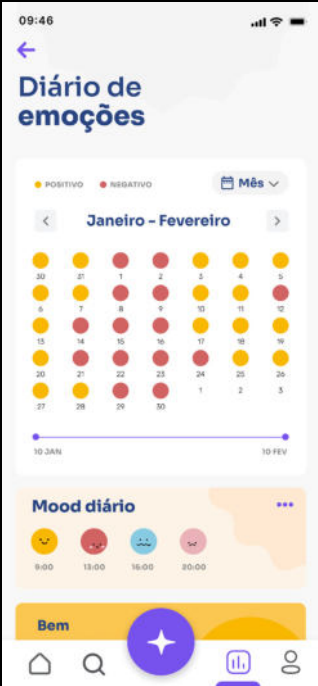 09:46
Diário de
emoções
POSITIVO NEGATIVO Mês
Janeiro - Fevereiro
30 31 1 2 3 4 5
6 7 8 9 10 11 12
13 14 15 16 17 18 19
20 21 22 23 24 25 26
27 28 29 30 1 2 3
10 JAN 10 FEV
Mood diário
9:00 13:00 16:00 20:00
Bem